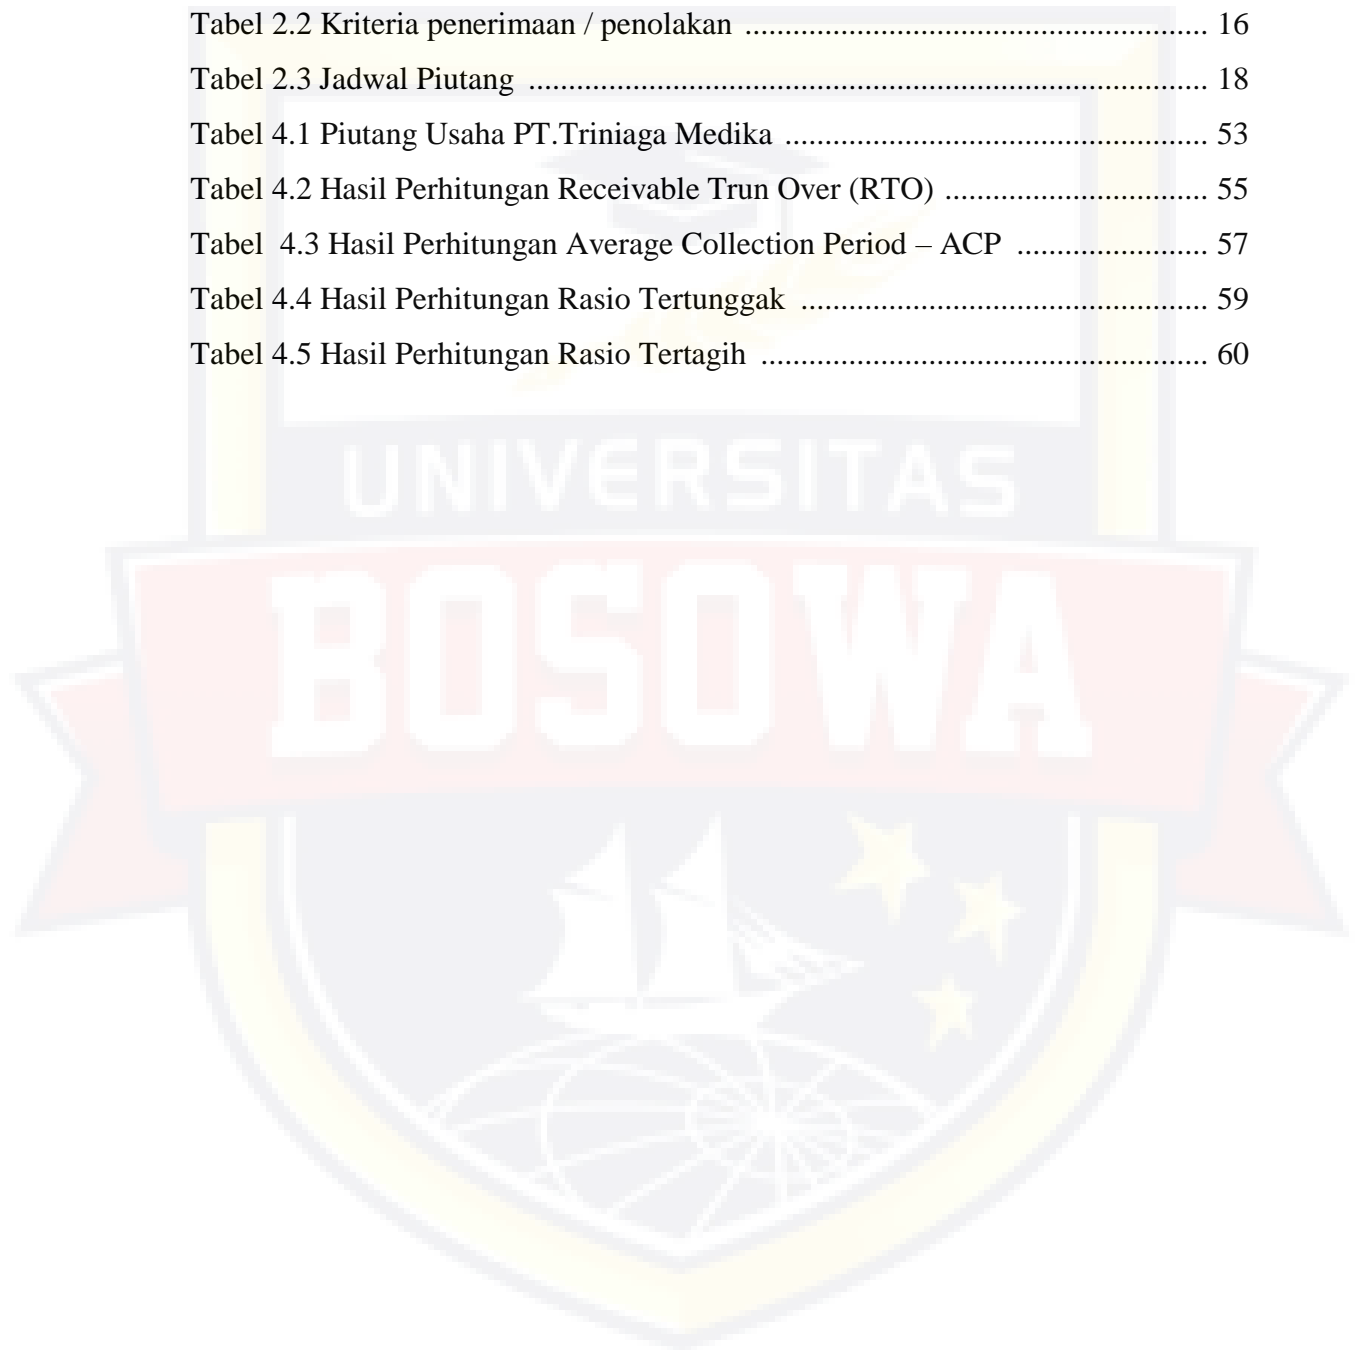 Tabel 2.2 Kriteria penerimaan / penolakan .......................................................... 16
Tabel 2.3 Jadwal Piutang ..................................................................................... 18
Tabel 4.1 Piutang Usaha PT.Triniaga Medika ..................................................... 53
Tabel 4.2 Hasil Perhitungan Receivable Trun Over (RTO) ................................. 55
Tabel  4.3 Hasil Perhitungan Average Collection Period – ACP ........................ 57
Tabel 4.4 Hasil Perhitungan Rasio Tertunggak ................................................... 59
Tabel 4.5 Hasil Perhitungan Rasio Tertagih ........................................................ 60
UNIVERSITAS
BOSOWA